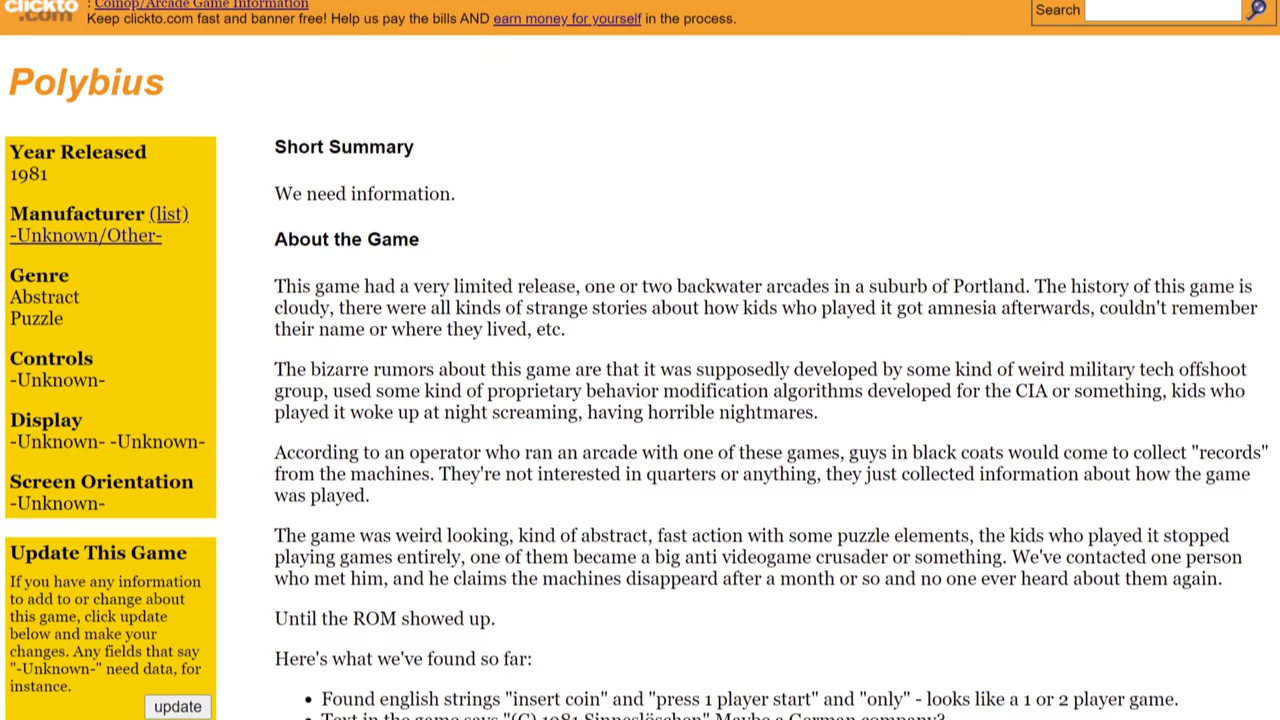 clickto : Coinop/Arcade Game Information
.com Keep clickto.com fast and banner free! Help us pay the bills AND earn money for yourself in the process.
Search
Polybius
Year Released
1981
Manufacturer (list)
-Unknown/Other-
Genre
Abstract
Puzzle
Controls
-Unknown-
Display
-Unknown- -Unknown-
Screen Orientation
-Unknown-
Update This Game
If you have any information
to add to or change about
this game, click update
below and make your
changes. Any fields that say
"-Unknown-" need data, for
instance.
update
Short Summary
We need information.
About the Game
This game had a very limited release, one or two backwater arcades in a suburb of Portland. The history of this game is
cloudy, there were all kinds of strange stories about how kids who played it got amnesia afterwards, couldn't remember
their name or where they lived, etc.
The bizarre rumors about this game are that it was supposedly developed by some kind of weird military tech offshoot
group, used some kind of proprietary behavior modification algorithms developed for the CIA or something, kids who
played it woke up at night screaming, having horrible nightmares.
According to an operator who ran an arcade with one of these games, guys in black coats would come to collect "records"
from the machines. They're not interested in quarters or anything, they just collected information about how the game
was played.
The game was weird looking, kind of abstract, fast action with some puzzle elements, the kids who played it stopped
playing games entirely, one of them became a big anti videogame crusader or something. We've contacted one person
who met him, and he claims the machines disappeard after a month or so and no one ever heard about them again.
Until the ROM showed up.
Here's what we've found so far:
• Found english strings "insert coin" and "press 1 player start" and "only" - looks like a 1 or 2 player game.
• Text in the game says "(C) 1981 Sinneslöschen" Maybe a German company?